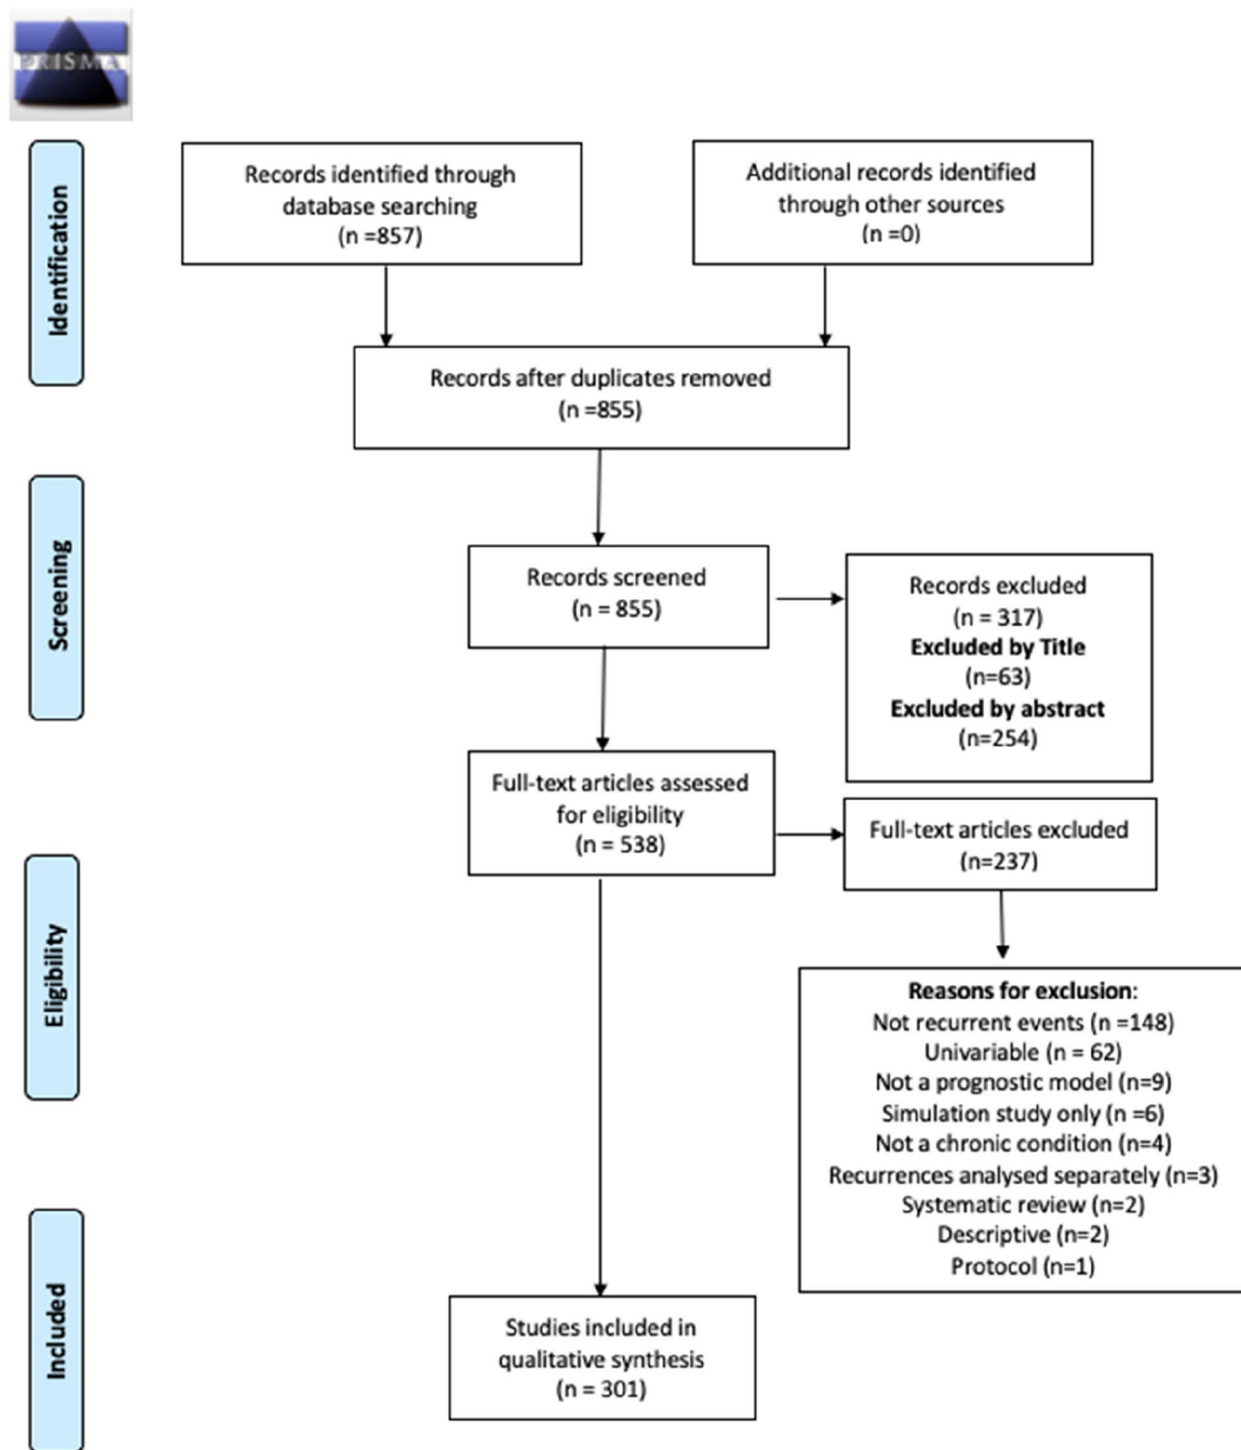 PRISMA
Identification
Records identified through
database searching
(n =857)
Additional records identified
through other sources
(n =0)
Records after duplicates removed
(n =855)
Screening
Records screened
(n = 855)
Records excluded
(n = 317)
Excluded by Title
(n=63)
Excluded by abstract
(n=254)
Eligibility
Full-text articles assessed
for eligibility
(n = 538)
Full-text articles excluded
(n=237)
Reasons for exclusion:
Not recurrent events (n =148)
Univariable (n = 62)
Not a prognostic model (n=9)
Simulation study only (n =6)
Not a chronic condition (n=4)
Recurrences analysed separately (n=3)
Systematic review (n=2)
Descriptive (n=2)
Protocol (n=1)
Included
Studies included in
qualitative synthesis
(n = 301)